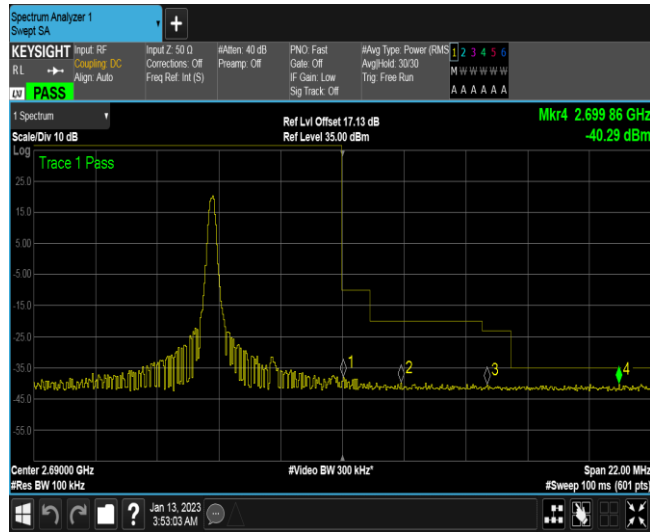 Spectrum Analyzer 1
Swept SA
+
KEYSIGHT
RL
LXI PASS
Input: RF
Coupling: DC
Align: Auto
Input Z: 50 Ω
Corrections: Off
Freq Ref: Int (S)
#Atten: 40 dB
Preamp: Off
PNO: Fast
Gate: Off
IF Gain: Low
Sig Track: Off
#Avg Type: Power (RMS
Avg|Hold: 30/30
Trig: Free Run
1 2 3 4 5 6
M W W W W W
A A A A A A
1 Spectrum
Scale/Div 10 dB
Ref Lvl Offset 17.13 dB
Ref Level 35.00 dBm
Mkr4 2.699 86 GHz
-40.29 dBm
Log
Trace 1 Pass
25.0
15.0
5.00
-5.00
-15.0
-25.0
-35.0
-45.0
-55.0
1
2
3
4
Center 2.69000 GHz
#Video BW 300 kHz*
Span 22.00 MHz
#Res BW 100 kHz
#Sweep 100 ms (601 pts)
?
Jan 13, 2023
3:53:03 AM